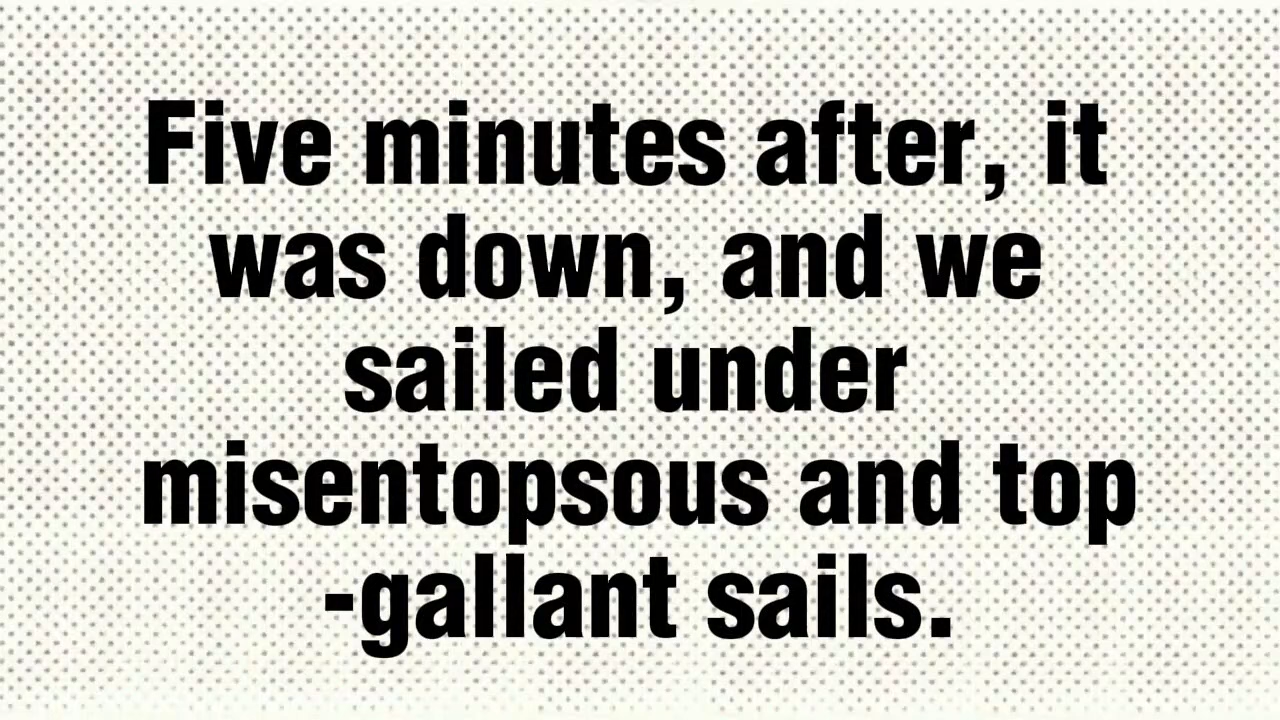 Five minutes after, it
was down, and we
sailed under
misentopsous and top
-gallant sails.